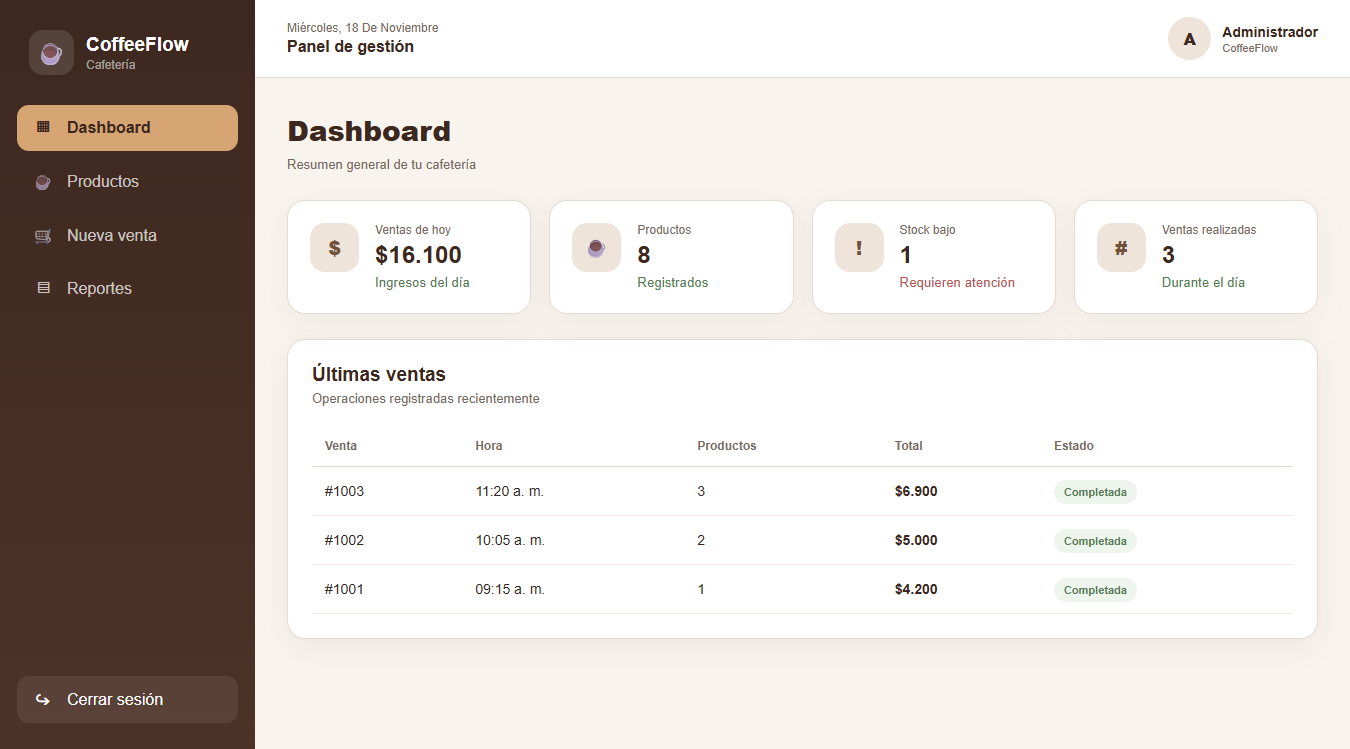 CoffeeFlow
Cafetería
Dashboard
Productos
Nueva venta
Reportes
Cerrar sesión
Miércoles, 18 De Noviembre
Panel de gestión
A
Administrador
CoffeeFlow
Dashboard
Resumen general de tu cafetería
$
Ventas de hoy
$16.100
Ingresos del día
Productos
8
Registrados
!
Stock bajo
1
Requieren atención
#
Ventas realizadas
3
Durante el día
Últimas ventas
Operaciones registradas recientemente
Venta Hora Productos Total Estado
#1003 11:20 a. m. 3 $6.900 Completada
#1002 10:05 a. m. 2 $5.000 Completada
#1001 09:15 a. m. 1 $4.200 Completada